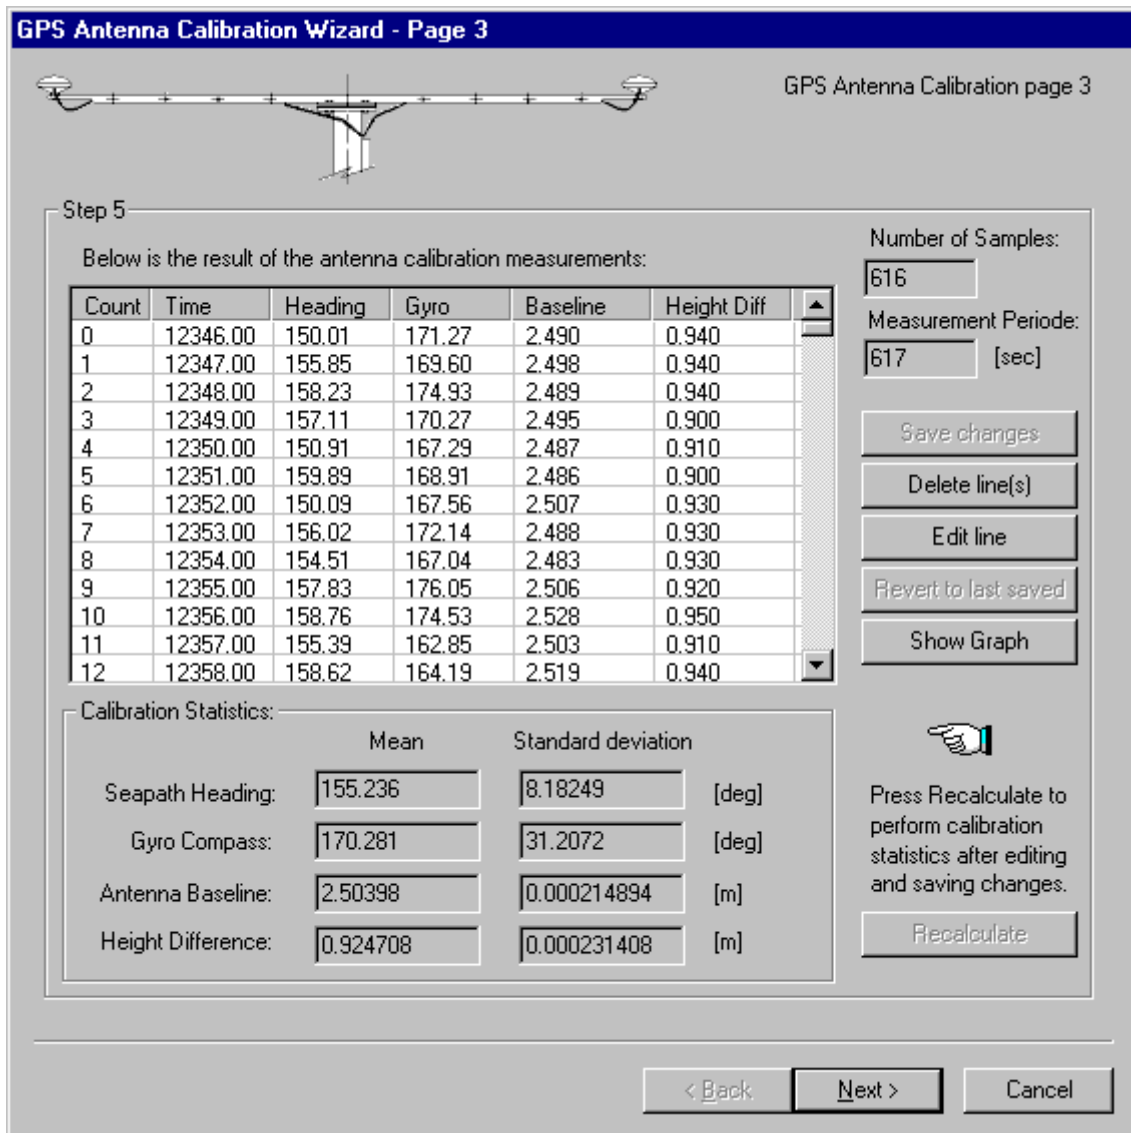 GPS Antenna Calibration Wizard - Page 3
GPS Antenna Calibration page 3
Step 5
Below is the result of the antenna calibration measurements:
Count Time Heading Gyro Baseline Height Diff
0 12346.00 150.01 171.27 2.490 0.940
1 12347.00 155.85 169.60 2.498 0.940
2 12348.00 158.23 174.93 2.489 0.940
3 12349.00 157.11 170.27 2.495 0.900
4 12350.00 150.91 167.29 2.487 0.910
5 12351.00 159.89 168.91 2.486 0.900
6 12352.00 150.09 167.56 2.507 0.930
7 12353.00 156.02 172.14 2.488 0.930
8 12354.00 154.51 167.04 2.483 0.930
9 12355.00 157.83 176.05 2.506 0.920
10 12356.00 158.76 174.53 2.528 0.950
11 12357.00 155.39 162.85 2.503 0.910
12 12358.00 158.62 164.19 2.519 0.940
Number of Samples:
616
Measurement Periode:
617 [sec]
Save changes
Delete line(s)
Edit line
Revert to last saved
Show Graph
Calibration Statistics:
Mean Standard deviation
Seapath Heading: 155.236 8.18249 [deg]
Gyro Compass: 170.281 31.2072 [deg]
Antenna Baseline: 2.50398 0.000214894 [m]
Height Difference: 0.924708 0.000231408 [m]
Press Recalculate to
perform calibration
statistics after editing
and saving changes.
Recalculate
< Back Next > Cancel